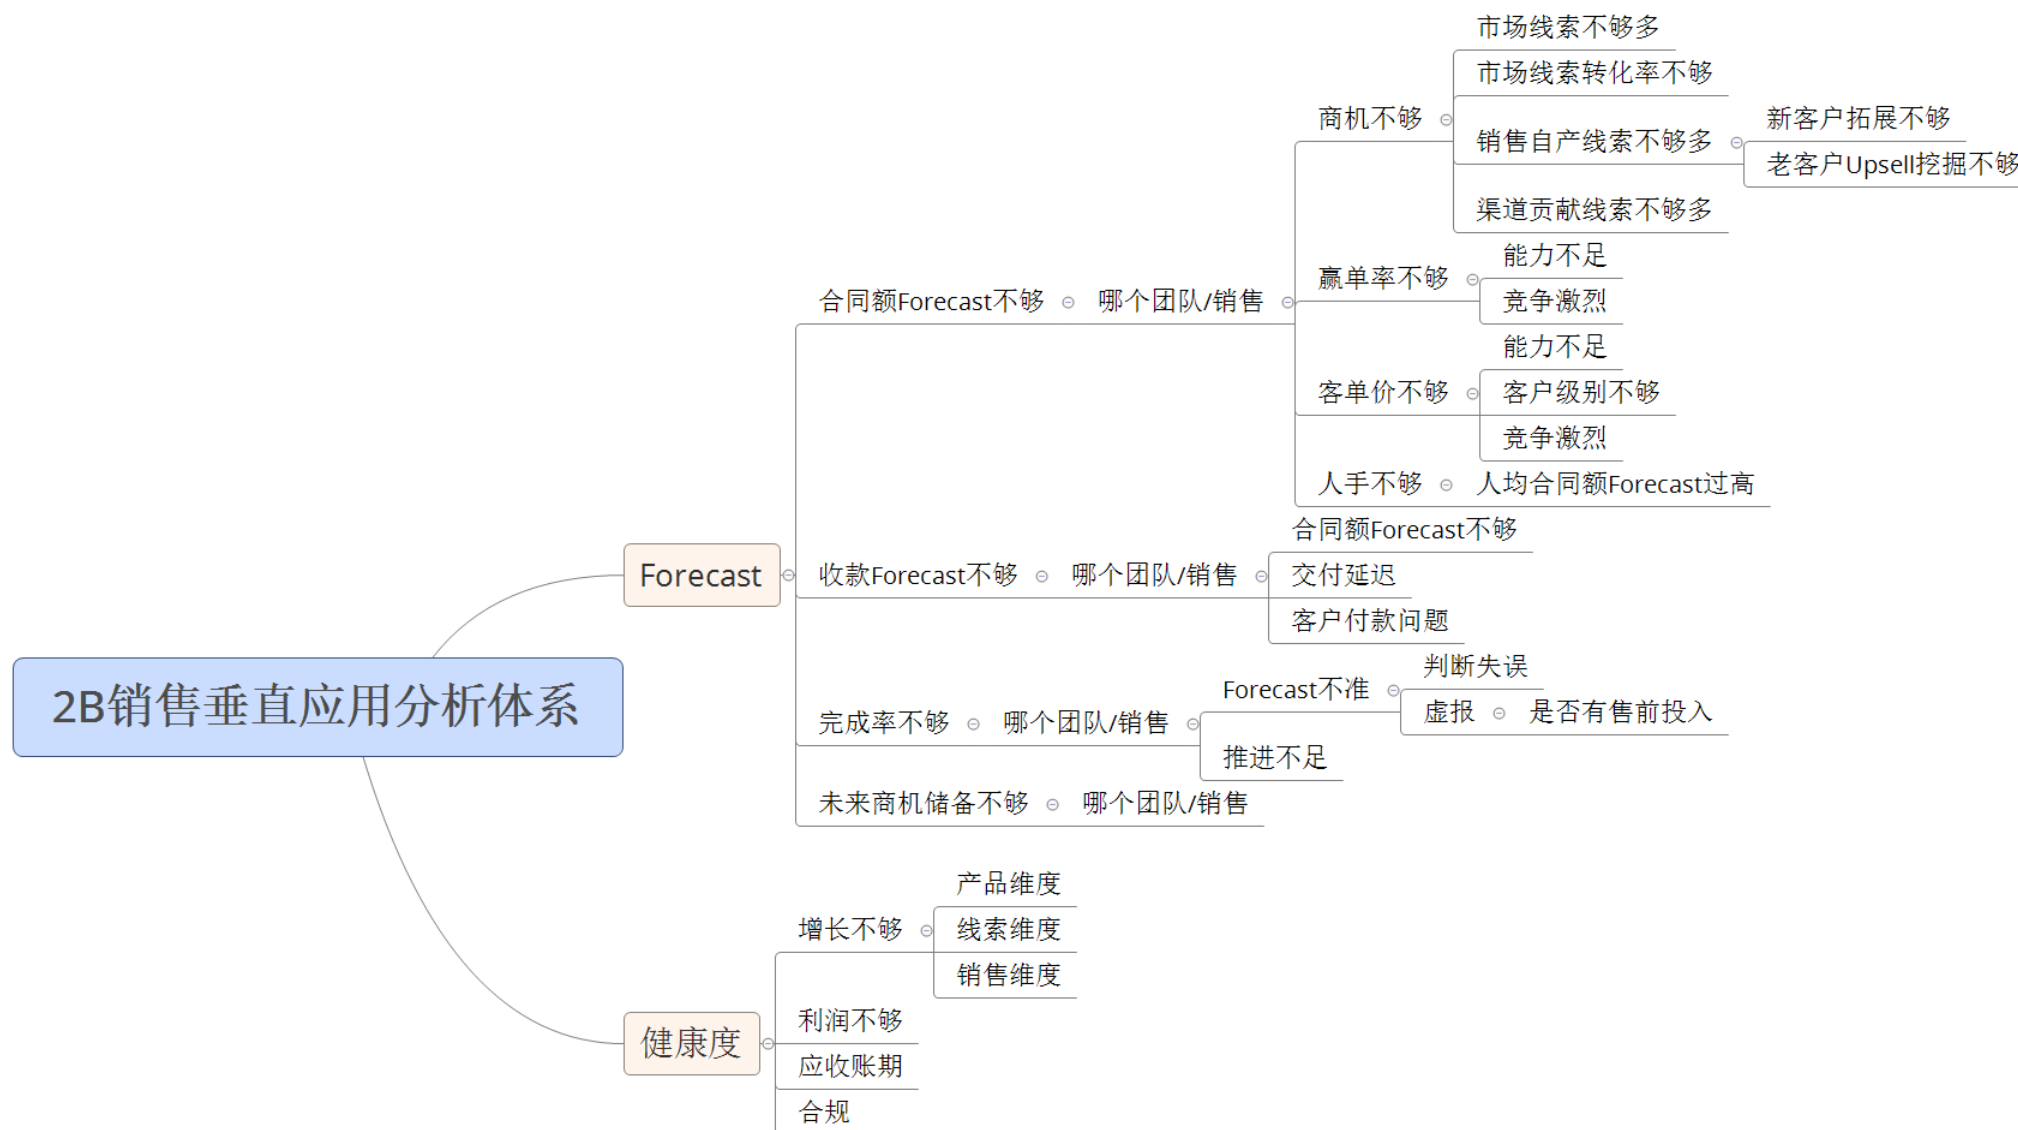 市场线索不够多
市场线索转化率不够
商机不够
新客户拓展不够
销售自产线索不够多
老客户Upsell挖掘不够
渠道贡献线索不够多
能力不足
赢单率不够
合同额Forecast不够
哪个团队/销售
竞争激烈
能力不足
客单价不够
客户级别不够
竞争激烈
人手不够
人均合同额Forecast过高
合同额Forecast不够
Forecast
收款Forecast不够
哪个团队/销售
交付延迟
客户付款问题
判断失误
Forecast不准
2B销售垂直应用分析体系
虚报
是否有售前投入
完成率不够
哪个团队/销售
推进不足
未来商机储备不够
哪个团队/销售
产品维度
增长不够
线索维度
销售维度
利润不够
健康度
应收账期
合规